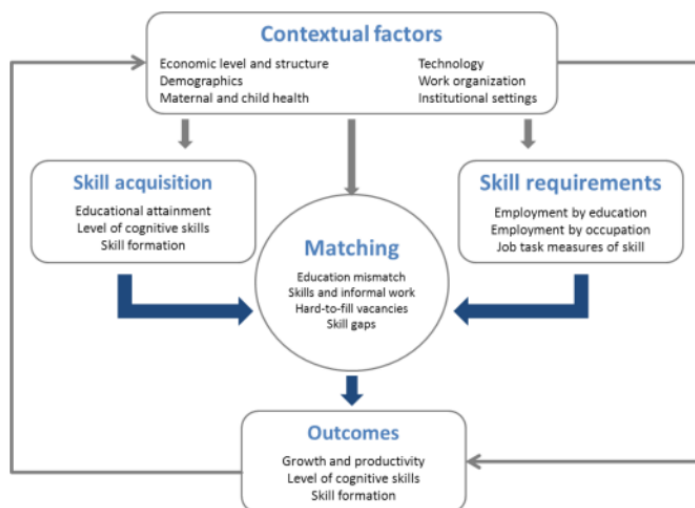 Contextual factors
Economic level and structure
Demographics
Maternal and child health
Technology
Work organization
Institutional settings
Skill acquisition
Educational attainment
Level of cognitive skills
Skill formation
Matching
Education mismatch
Skills and informal work
Hard-to-fill vacancies
Skill gaps
Skill requirements
Employment by education
Employment by occupation
Job task measures of skill
Outcomes
Growth and productivity
Level of cognitive skills
Skill formation